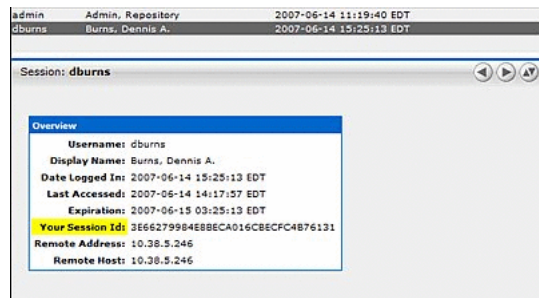 admin Admin, Repository 2007-06-14 11:19:40 EDT
dburns Burns, Dennis A. 2007-06-14 15:25:13 EDT
Session: dburns
Overview
Username: dburns
Display Name: Burns, Dennis A.
Date Logged In: 2007-06-14 15:25:13 EDT
Last Accessed: 2007-06-14 14:17:57 EDT
Expiration: 2007-06-15 03:25:13 EDT
Your Session Id: 3E66279984E8BECA016CBECFC4B76131
Remote Address: 10.38.5.246
Remote Host: 10.38.5.246